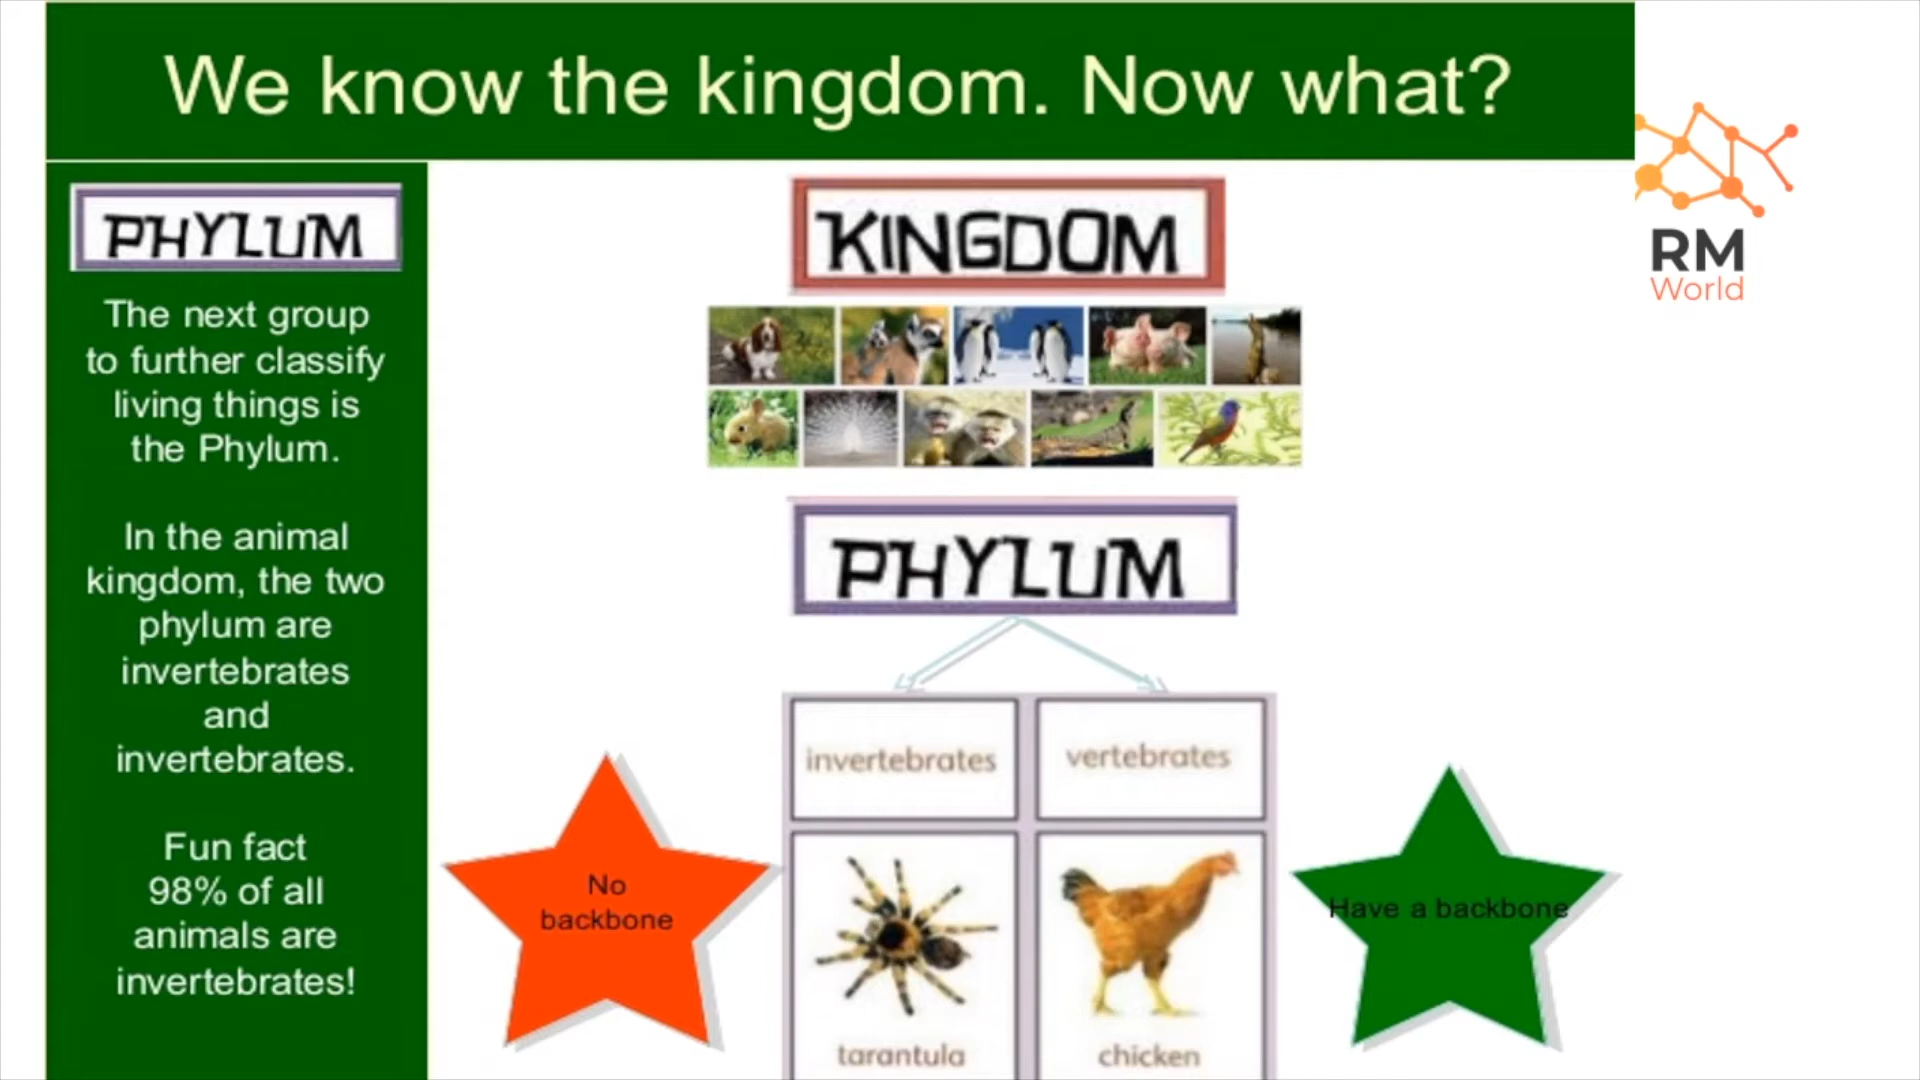 We know the kingdom. Now what?
RM
World
PHYLUM
The next group
to further classify
living things is
the Phylum.
In the animal
kingdom, the two
phylum are
invertebrates
and
invertebrates.
Fun fact
98% of all
animals are
invertebrates!
KINGDOM
PHYLUM
invertebrates
vertebrates
No
backbone
Have a backbone
tarantula
chicken